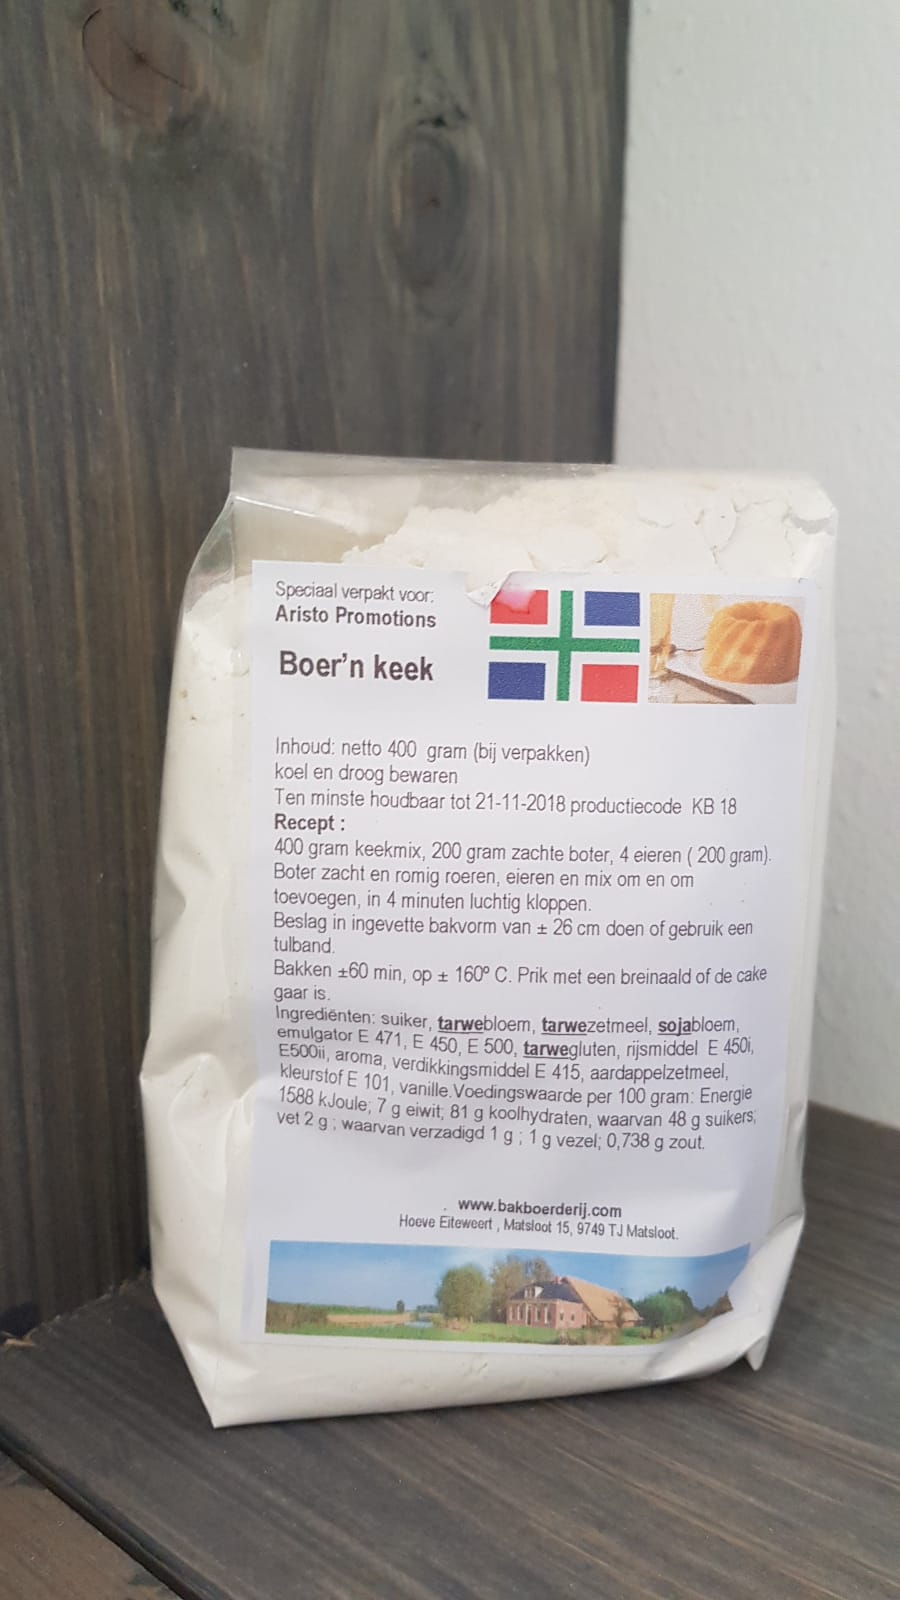 Speciaal verpakt voor:
Aristo Promotions
Boer'n keek
Inhoud: netto 400 gram (bij verpakken)
koel en droog bewaren
Ten minste houdbaar tot 21-11-2018 productiecode KB 18
Recept :
400 gram keekmix, 200 gram zachte boter, 4 eieren ( 200 gram).
Boter zacht en romig roeren, eieren en mix om en om
toevoegen, in 4 minuten luchtig kloppen.
Beslag in ingevette bakvorm van ± 26 cm doen of gebruik een
tulband.
Bakken ±60 min, op ± 160º C. Prik met een breinaald of de cake
gaar is.
Ingrediënten: suiker, tarwebloem, tarwezetmeel, sojabloem,
emulgator E 471, E 450, E 500, tarwegluten, rijsmiddel E 450i,
E500ii, aroma, verdikkingsmiddel E 415, aardappelzetmeel,
kleurstof E 101, vanille.Voedingswaarde per 100 gram: Energie
1588 kJoule; 7 g eiwit; 81 g koolhydraten, waarvan 48 g suikers;
vet 2 g ; waarvan verzadigd 1 g ; 1 g vezel; 0,738 g zout.
. www.bakboerderij.com
Hoeve Eiteweert , Matsloot 15, 9749 TJ Matsloot.